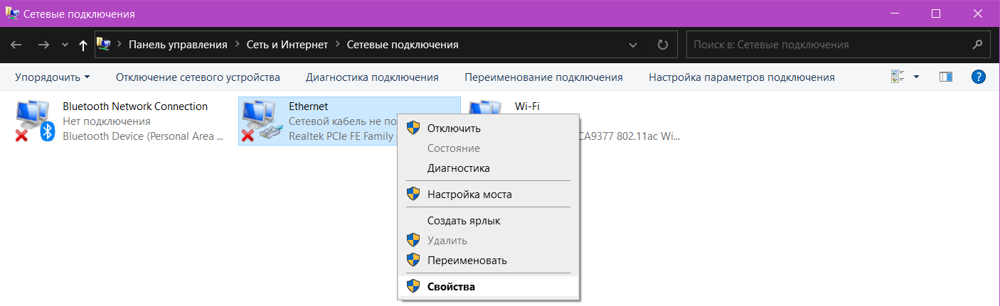 Сетевые подключения
Панель управления > Сеть и Интернет > Сетевые подключения
Поиск в: Сетевые подключения
Упорядочить Отключение сетевого устройства Диагностика подключения Переименование подключения Настройка параметров подключения
Bluetooth Network Connection
Нет подключения
Bluetooth Device (Personal Area ...
Ethernet
Сетевой кабель не по
Realtek PCIe FE Family
Wi-Fi
CA9377 802.11ac Wi...
Отключить
Состояние
Диагностика
Настройка моста
Создать ярлык
Удалить
Переименовать
Свойства